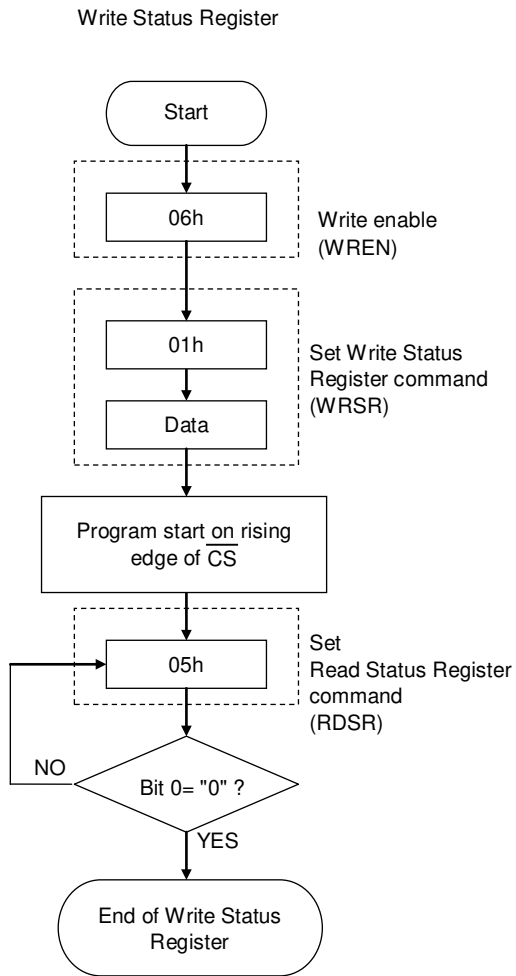 Write Status Register
Start
06h
Write enable
(WREN)
01h
Set Write Status
Register command
(WRSR)
Data
Program start on rising
edge of C̅S̅
05h
Set
Read Status Register
command
(RDSR)
NO
Bit 0= "0" ?
YES
End of Write Status
Register